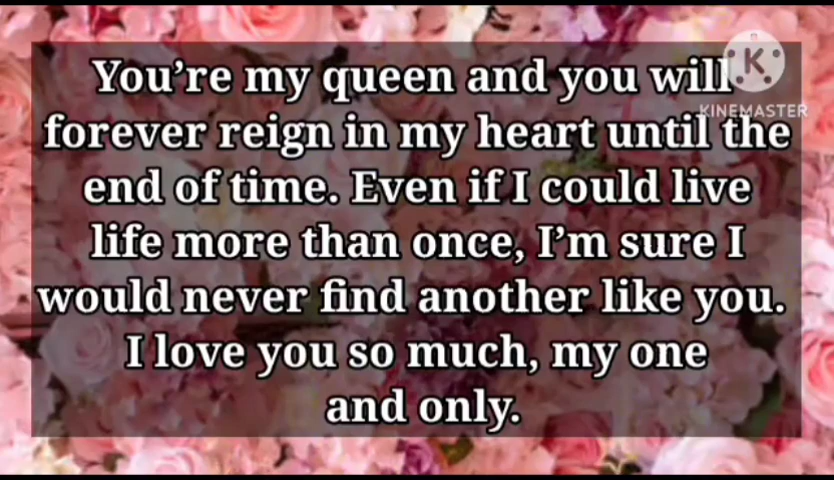 You’re my queen and you will
K
KINEMASTER
forever reign in my heart until the
end of time. Even if I could live
life more than once, I’m sure I
would never find another like you.
I love you so much, my one
and only.